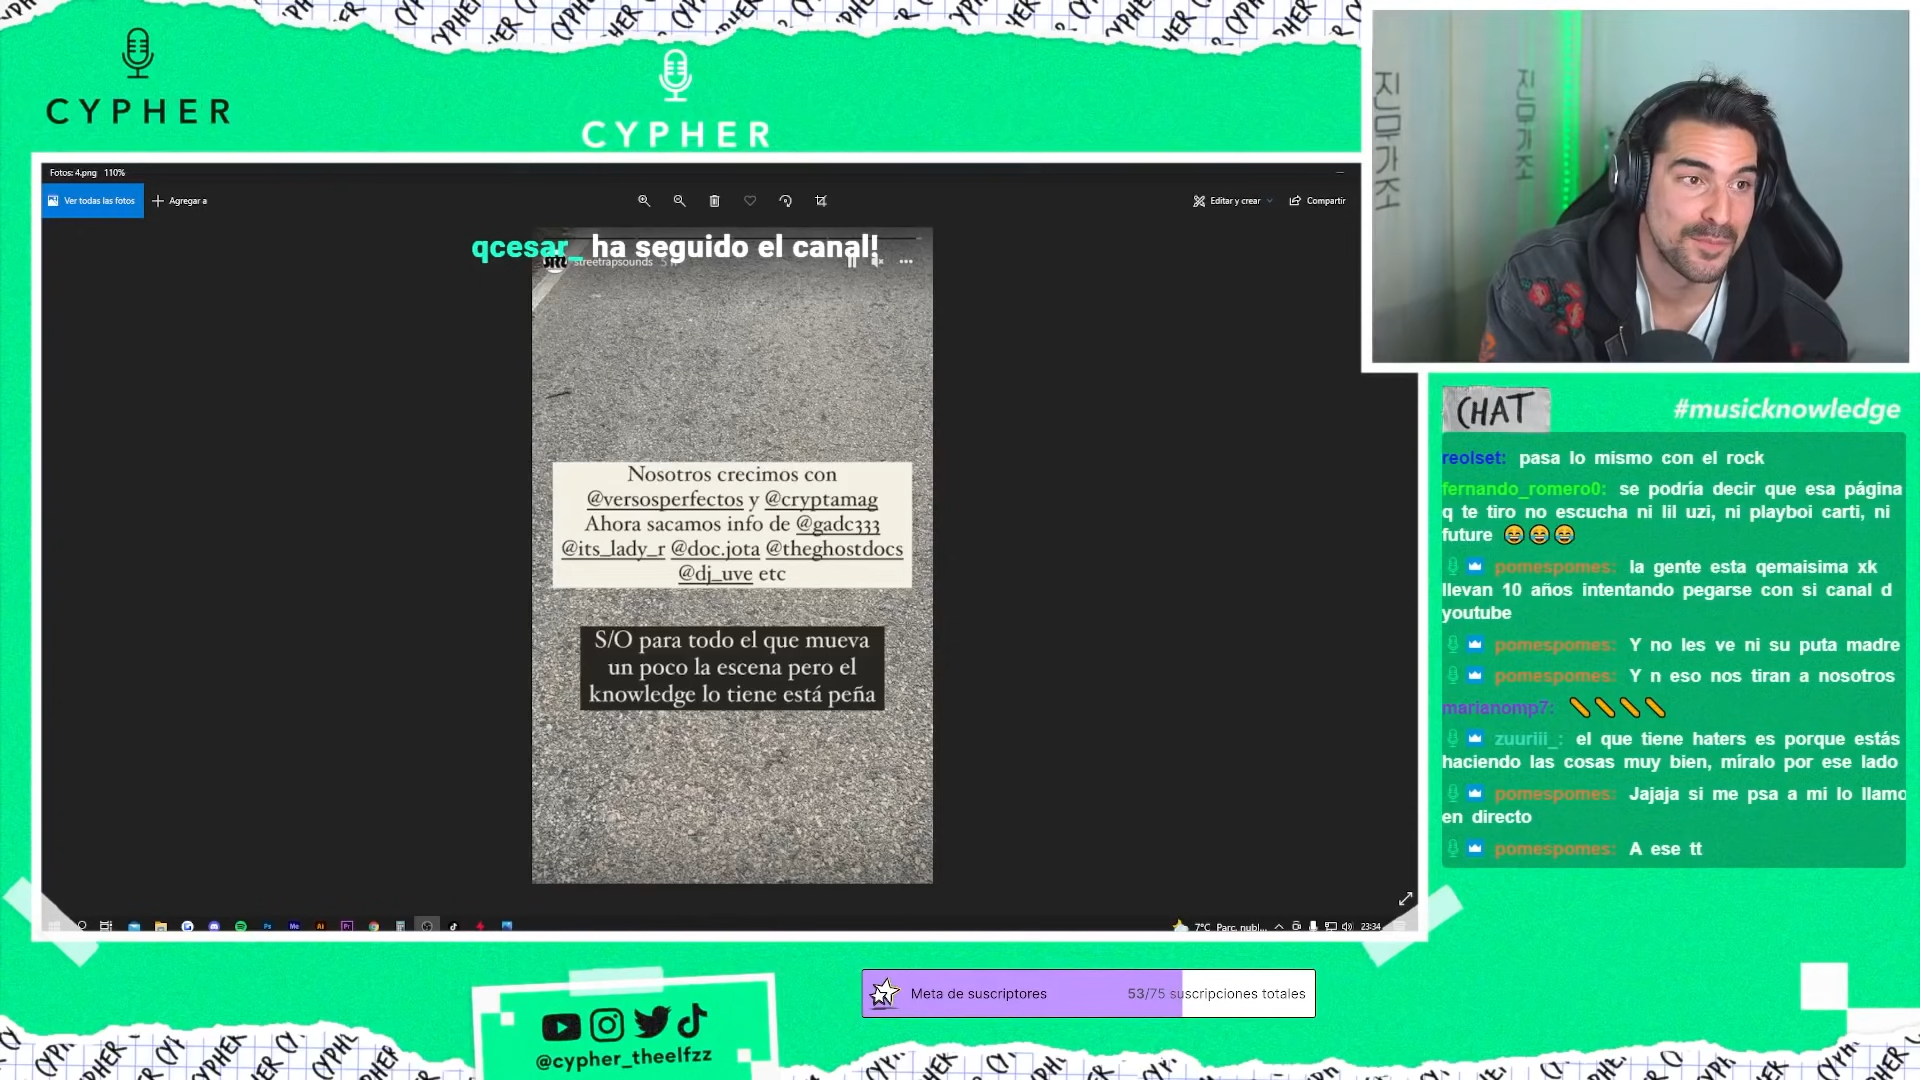 CYPHER
CYPHER
Fotos: 4.png 110%
Ver todas las fotos
Agregar a
Editar y crear
Compartir
qcesar_ ha seguido el canal!
streetrapsounds 5
Nosotros crecimos con
@versosperfectos y @cryptamag
Ahora sacamos info de @gadc333
@its_lady_r @doc.jota @theghostdocs
@dj_uve etc
S/O para todo el que mueva
un poco la escena pero el
knowledge lo tiene está peña
7°C Parc. nubl...
23:34
CHAT
#musicknowledge
reolset: pasa lo mismo con el rock
fernando_romero0: se podría decir que esa página
q te tiro no escucha ni lil uzi, ni playboi carti, ni
future 😂😂😂
pomespomes: la gente esta qemaisima xk
llevan 10 años intentando pegarse con si canal d
youtube
pomespomes: Y no les ve ni su puta madre
pomespomes: Y n eso nos tiran a nosotros
marianomp7:
zuuriii_: el que tiene haters es porque estás
haciendo las cosas muy bien, míralo por ese lado
pomespomes: Jajaja si me psa a mi lo llamo
en directo
pomespomes: A ese tt
Meta de suscriptores 53/75 suscripciones totales
@cypher_theelfzz